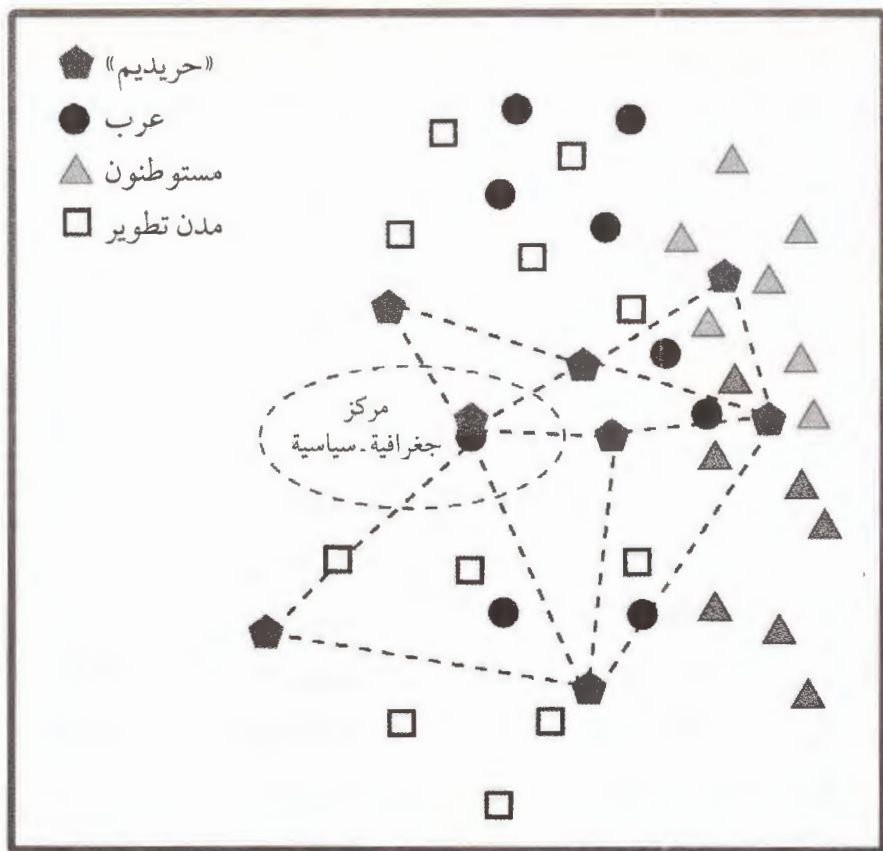 «حريديم»
عرب
مستوطنون
مدن تطوير
مركز
جغرافية ـ سياسية